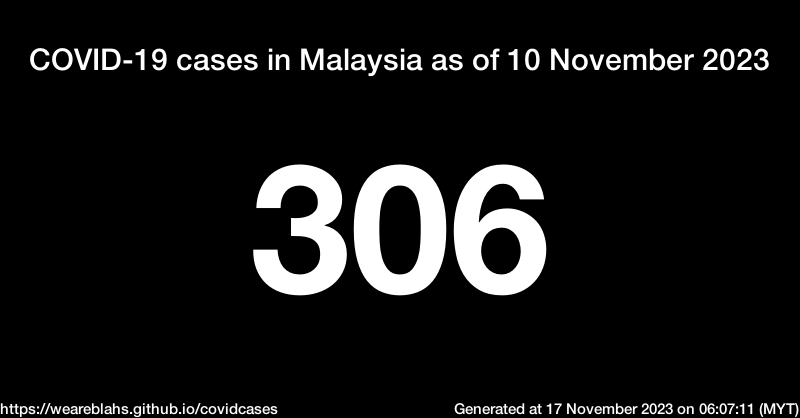 COVID-19 cases in Malaysia as of 10 November 2023
306
https://weareblahs.github.io/covidcases
Generated at 17 November 2023 on 06:07:11 (MYT)